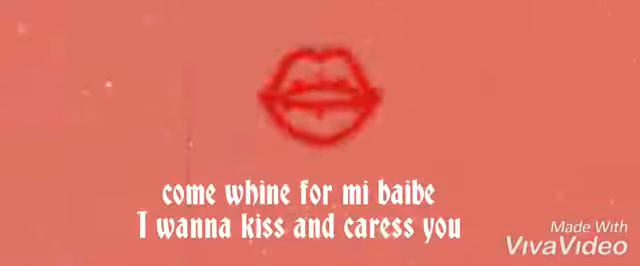 come whine for mi baibe
I wanna kiss and caress you
Made With
VivaVideo